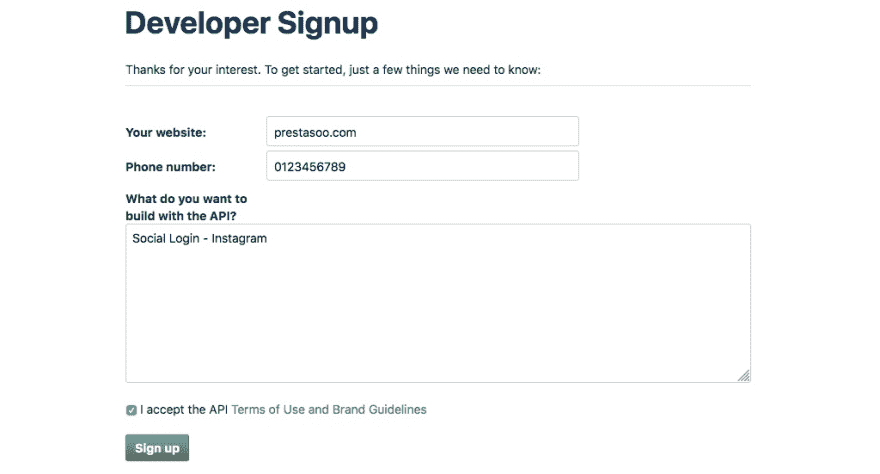 Developer Signup
Thanks for your interest. To get started, just a few things we need to know:
Your website: prestasoo.com
Phone number: 0123456789
What do you want to
build with the API?
Social Login - Instagram
I accept the API Terms of Use and Brand Guidelines
Sign up